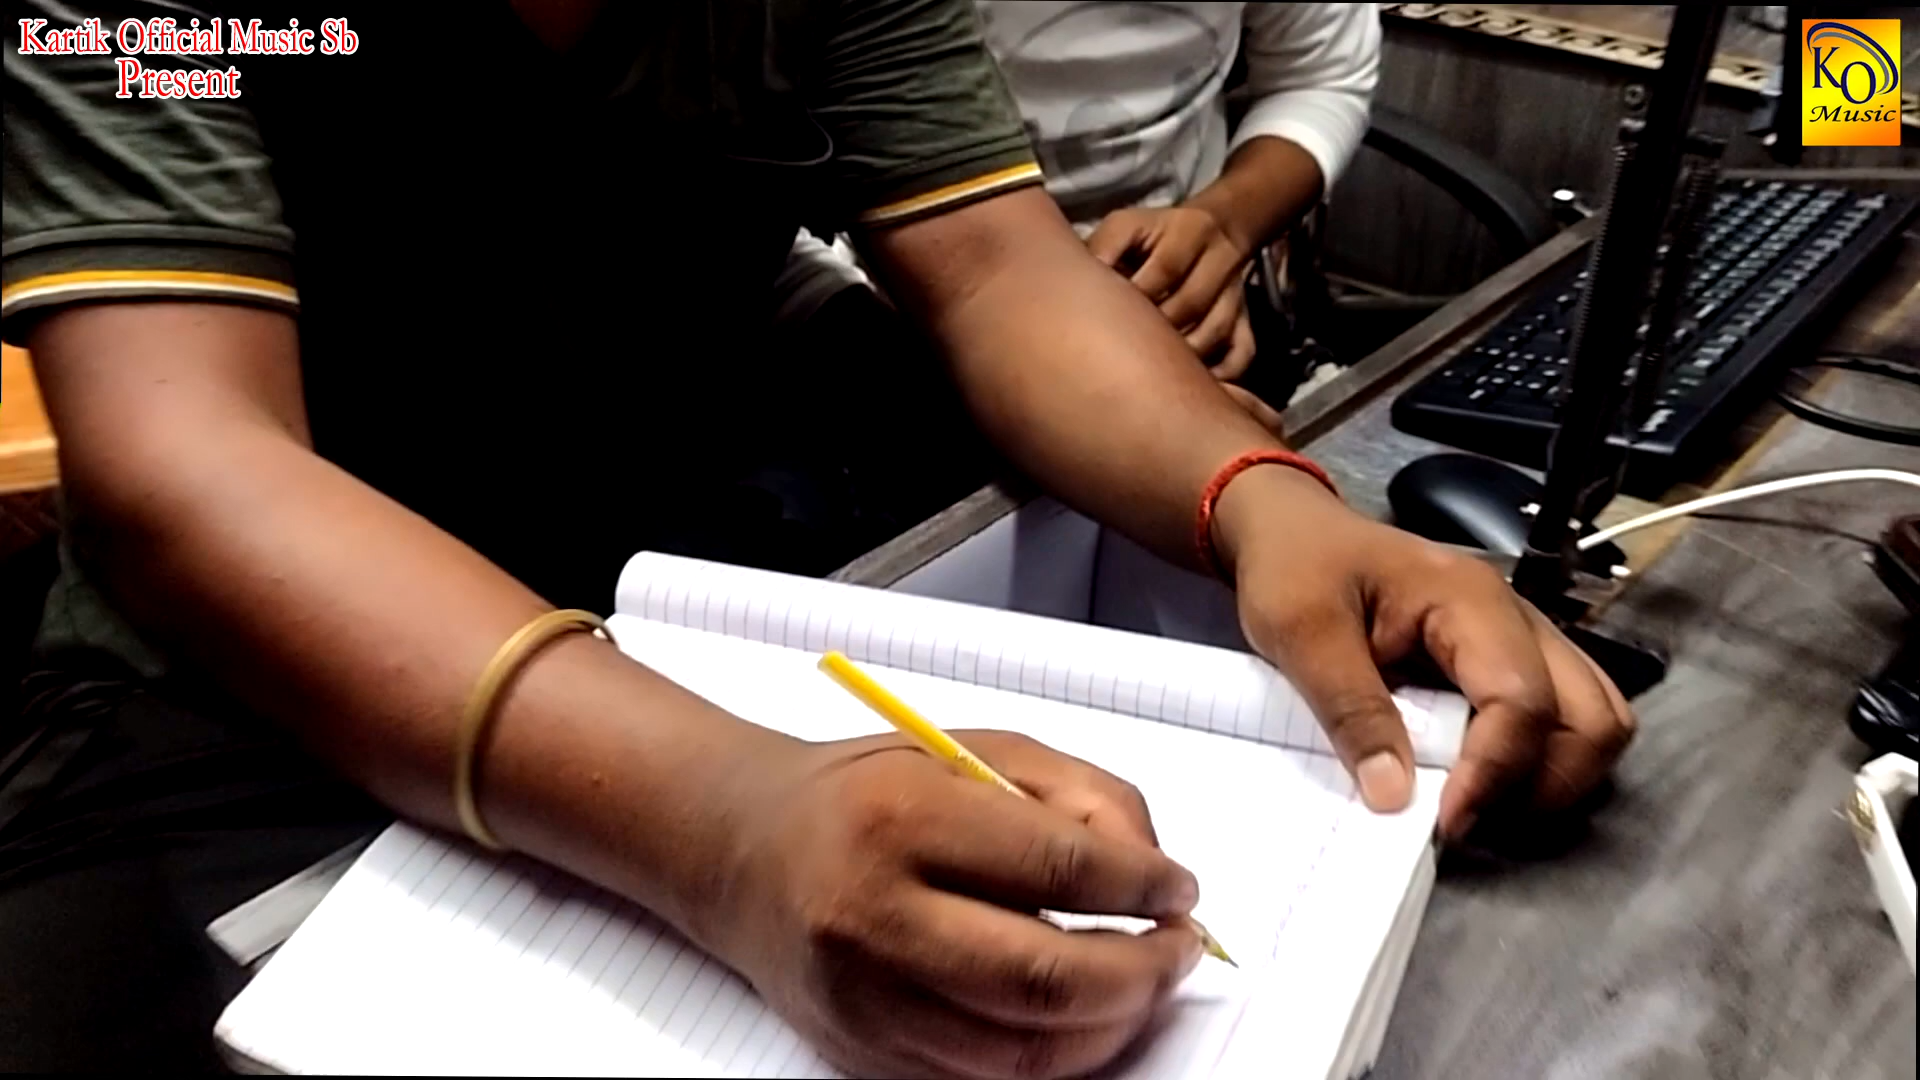 Kartik Official Music Sb
Present
KO
Music